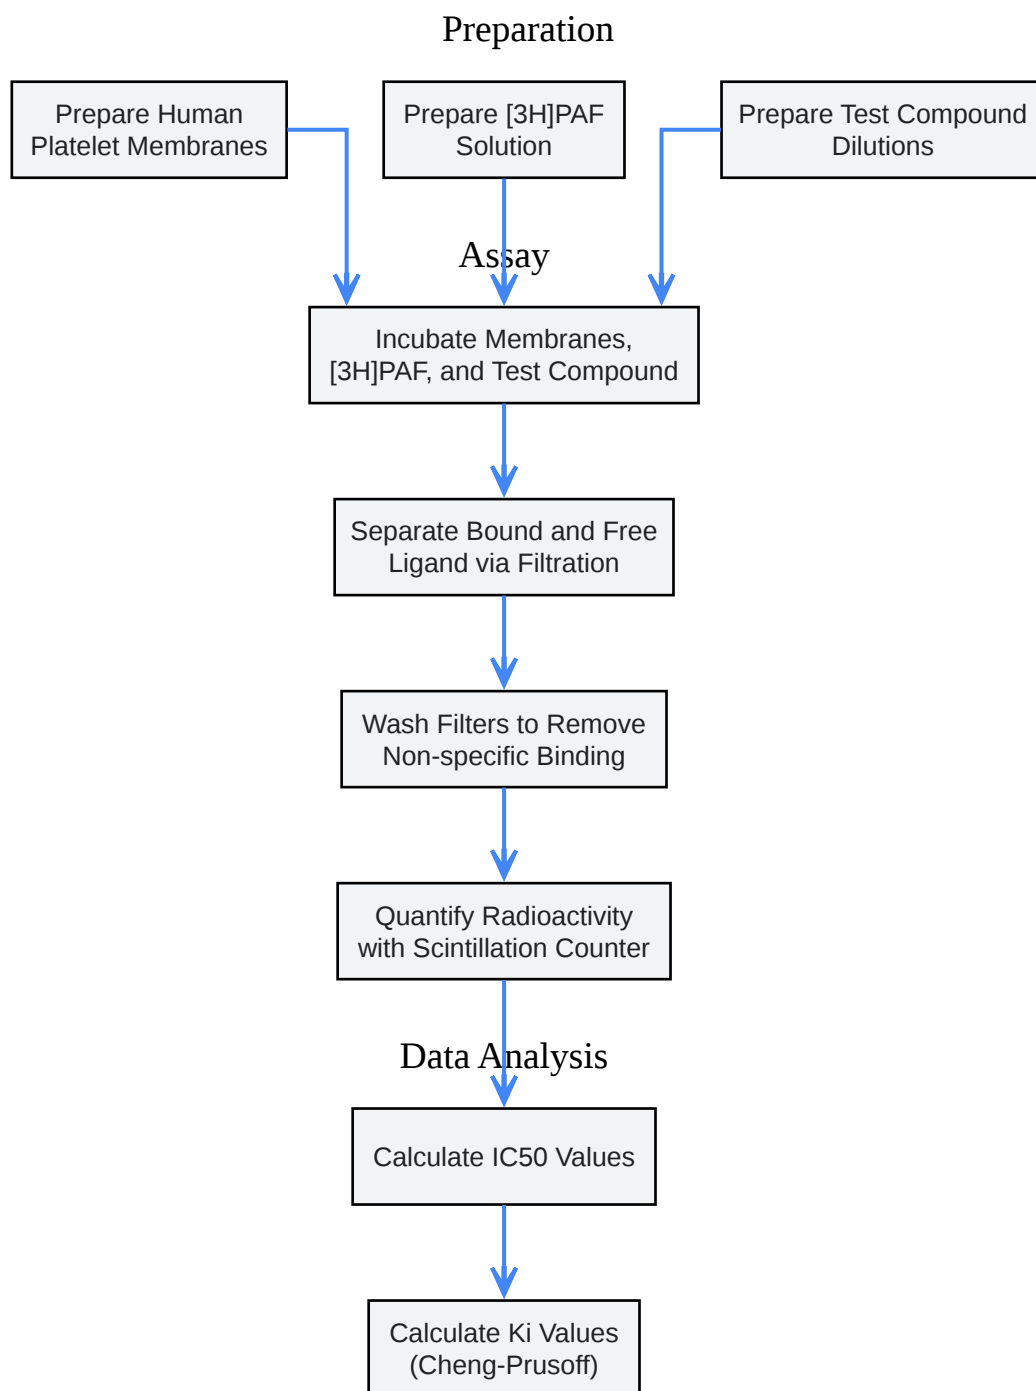 Preparation
Prepare Human
Platelet Membranes
Prepare [3H]PAF
Solution
Prepare Test Compound
Dilutions
Assay
Incubate Membranes,
[3H]PAF, and Test Compound
Separate Bound and Free
Ligand via Filtration
Wash Filters to Remove
Non-specific Binding
Quantify Radioactivity
with Scintillation Counter
Data Analysis
Calculate IC50 Values
Calculate Ki Values
(Cheng-Prusoff)